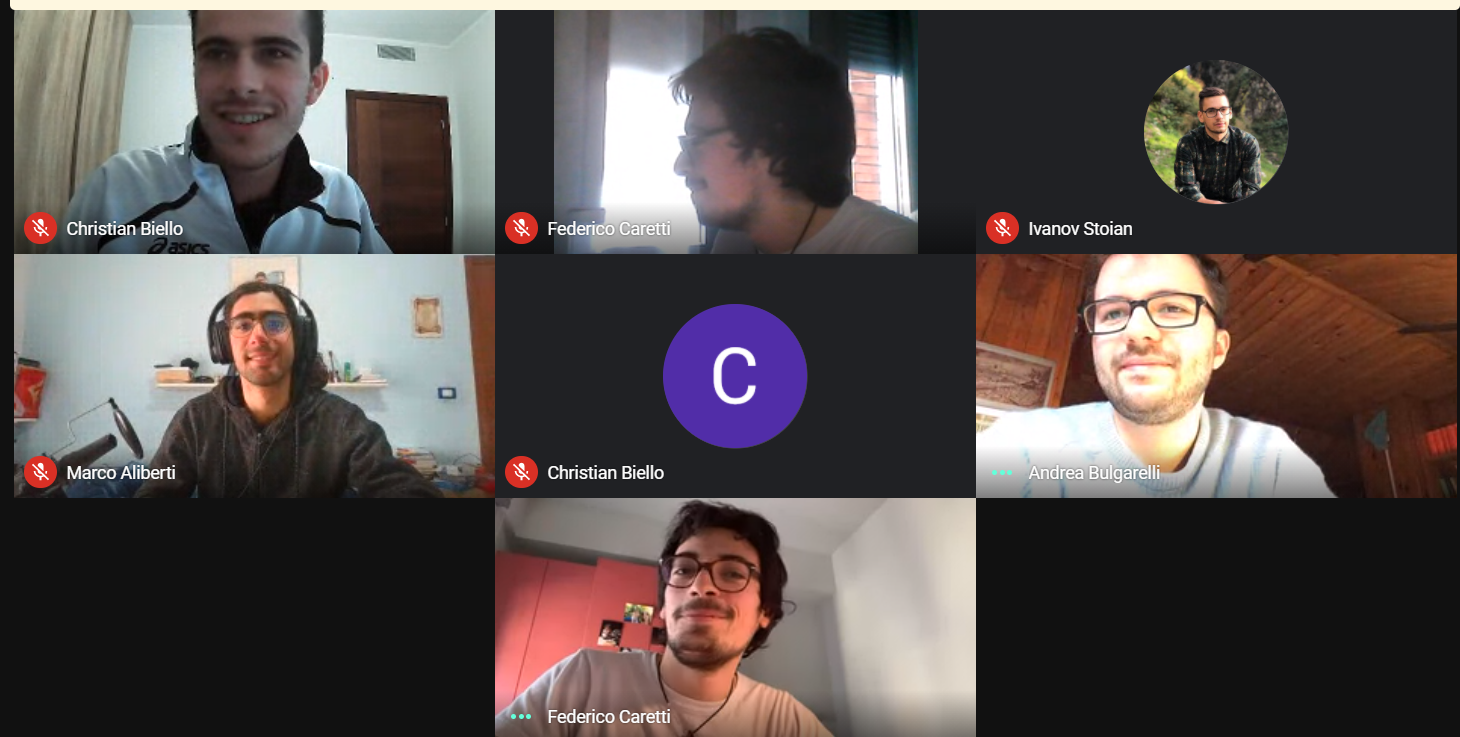 Christian Biello
asics
Federico Caretti
Ivanov Stoian
Marco Aliberti
C
Christian Biello
Andrea Bulgarelli
Federico Caretti